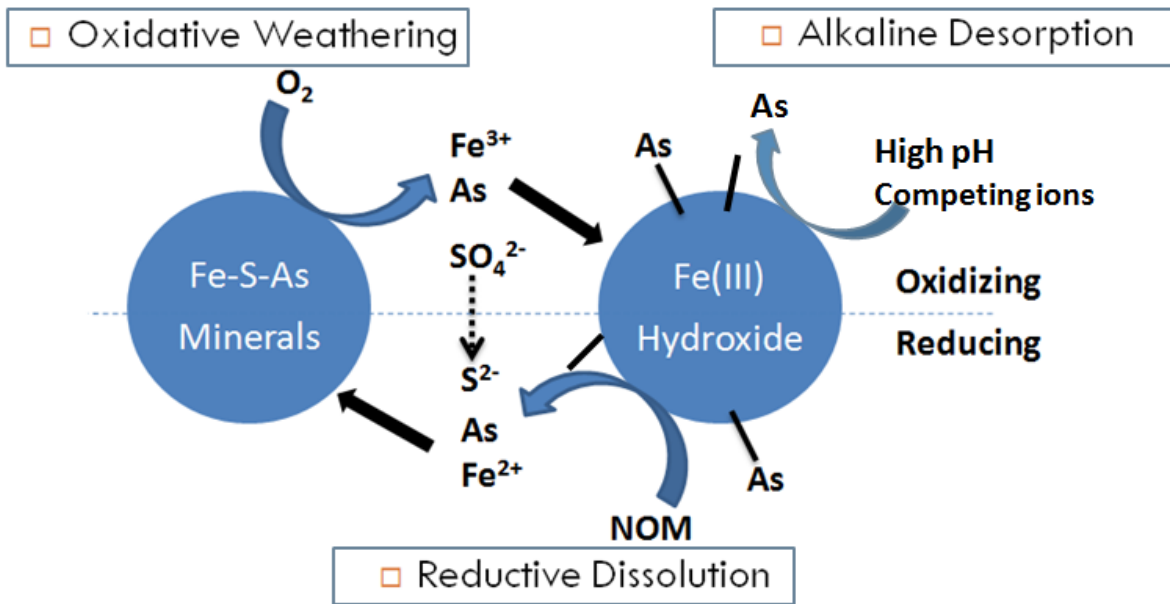 Oxidative Weathering
Alkaline Desorption
O₂
As
Fe³⁺
As
As
High pH
Competing ions
SO₄²⁻
Fe-S-As
Minerals
Fe(III)
Hydroxide
Oxidizing
Reducing
S²⁻
As
Fe²⁺
As
NOM
Reductive Dissolution